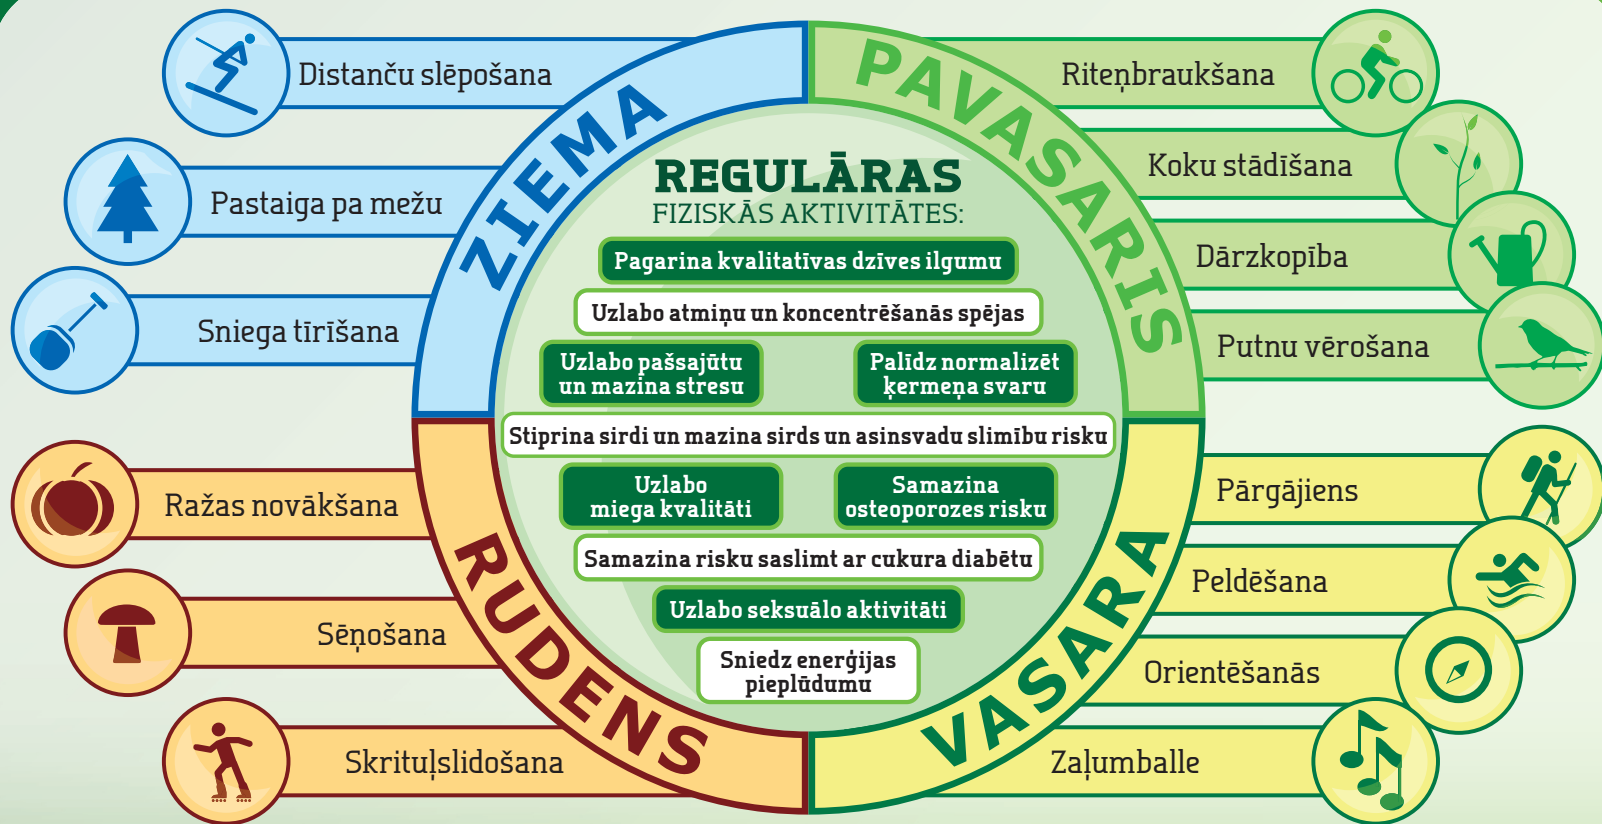 ZIEMA
Distanču slēpošana
Pastaiga pa mežu
Sniega tīrīšana
PAVASARIS
Riteņbraukšana
Koku stādīšana
Dārzkopība
Putnu vērošana
REGULĀRAS
FIZISKĀS AKTIVITĀTES:
Pagarina kvalitatīvas dzīves ilgumu
Uzlabo atmiņu un koncentrēšanās spējas
Uzlabo pašsajūtu
un mazina stresu
Palīdz normalizēt
ķermeņa svaru
Stiprina sirdi un mazina sirds un asinsvadu slimību risku
Uzlabo
miega kvalitāti
Samazina
osteoporozes risku
Samazina risku saslimt ar cukura diabētu
Uzlabo seksuālo aktivitāti
Sniedz enerģijas
pieplūdumu
RUDENS
Ražas novākšana
Sēņošana
Skrituļslidošana
VASARA
Pārgājiens
Peldēšana
Orientēšanās
Zaļumballe